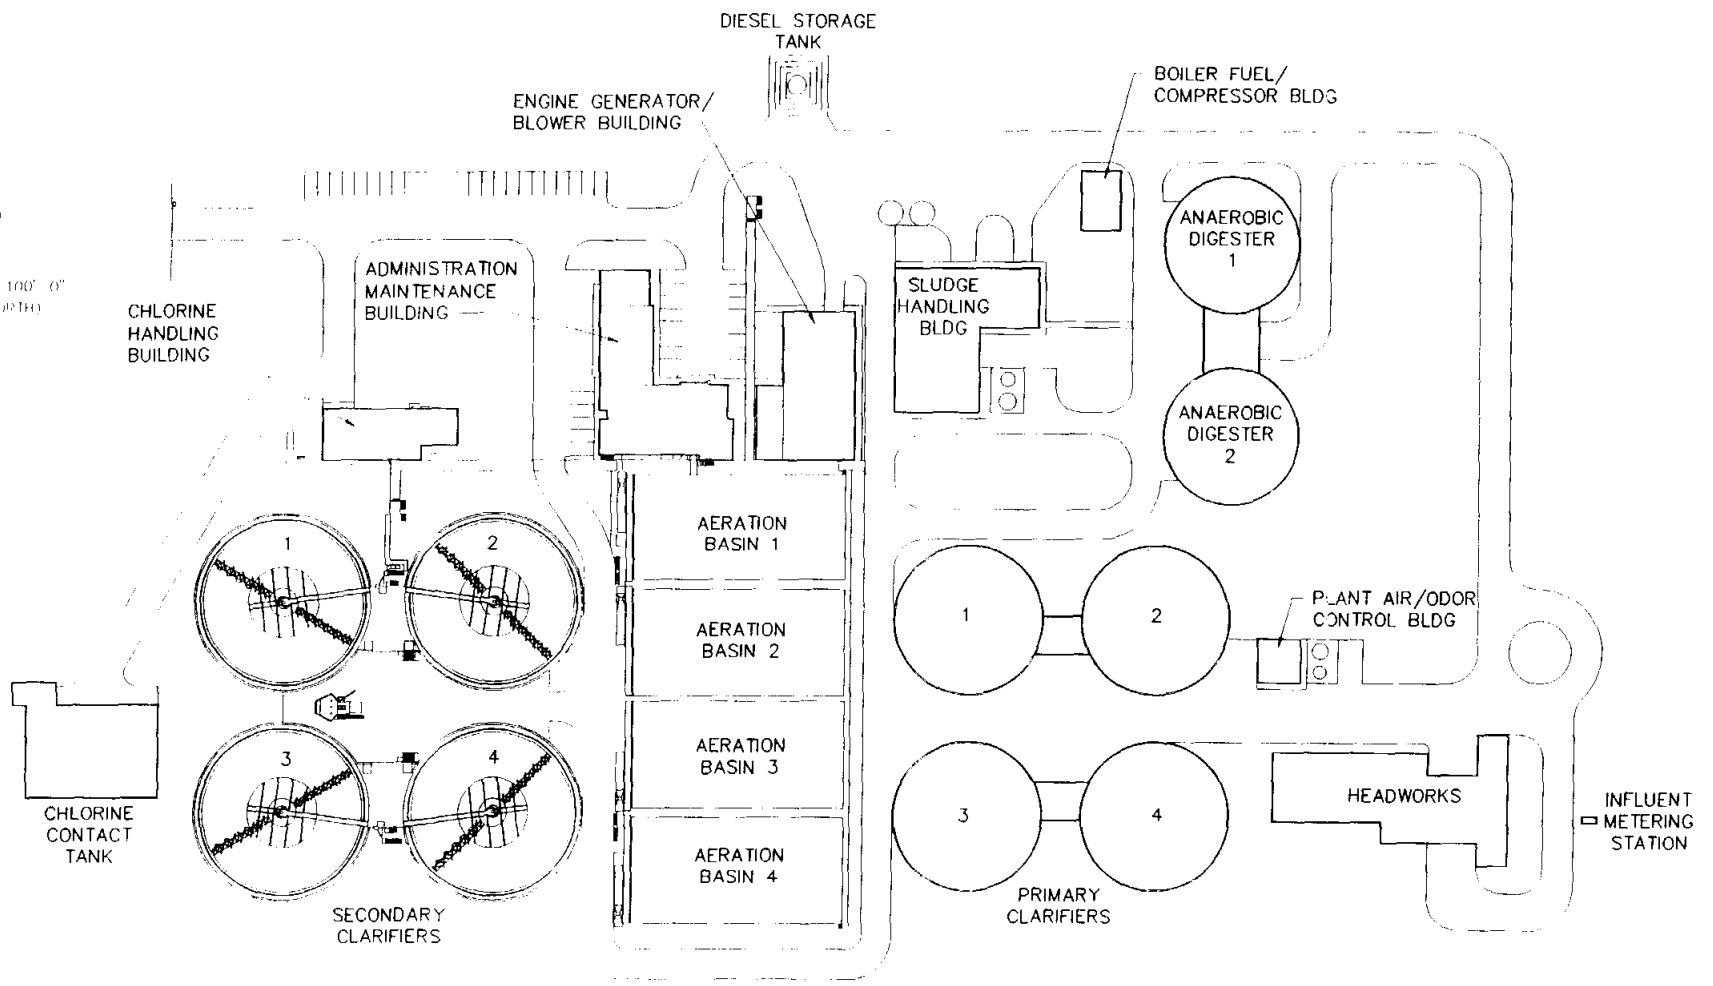 DIESEL STORAGE
TANK
BOILER FUEL/
COMPRESSOR BLDG
ENGINE GENERATOR/
BLOWER BUILDING
ANAEROBIC
DIGESTER
1
ADMINISTRATION
MAINTENANCE
BUILDING
100' 0"
SLUDGE
HANDLING
BLDG
CHLORINE
HANDLING
BUILDING
ANAEROBIC
DIGESTER
2
AERATION
BASIN 1
1
2
AERATION
BASIN 2
1
2
PLANT AIR/ODOR
CONTROL BLDG
AERATION
BASIN 3
3
4
HEADWORKS
INFLUENT
METERING
STATION
3
4
CHLORINE
CONTACT
TANK
AERATION
BASIN 4
PRIMARY
CLARIFIERS
SECONDARY
CLARIFIERS